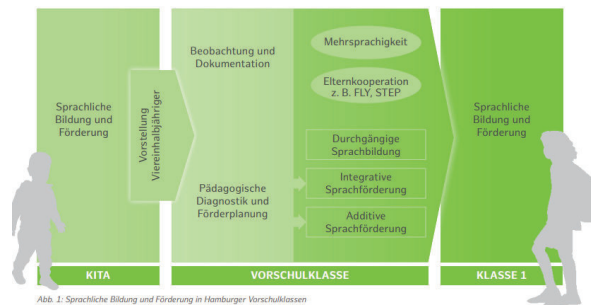 Sprachliche
Bildung und
Förderung
Vorstellung
Viereinhalbjähriger
Beobachtung und
Dokumentation
Pädagogische
Diagnostik und
Förderplanung
Mehrsprachigkeit
Elternkooperation
z. B. FLY, STEP
Durchgängige
Sprachbildung
Integrative
Sprachförderung
Additive
Sprachförderung
Sprachliche
Bildung und
Förderung
KITA
VORSCHULKLASSE
KLASSE 1
Abb. 1: Sprachliche Bildung und Förderung in Hamburger Vorschulklassen